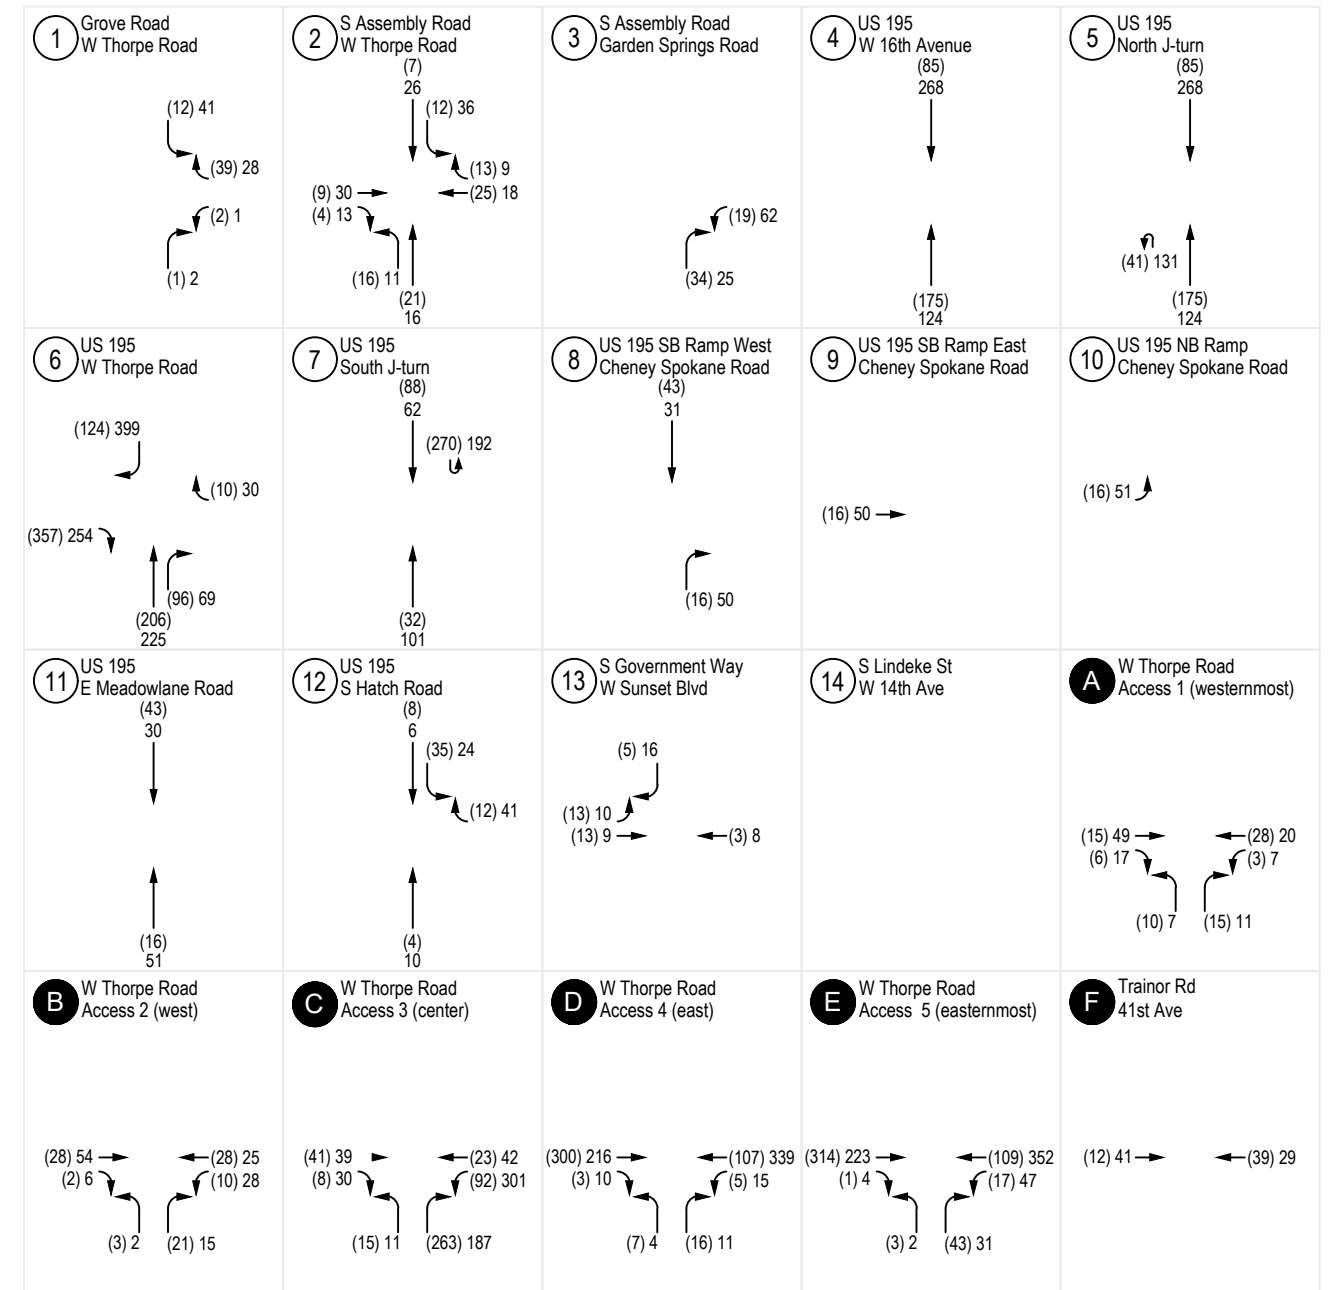 1
Grove Road
W Thorpe Road
(12) 41
(39) 28
(2) 1
(1) 2
2
S Assembly Road
W Thorpe Road
(7)
26
(12) 36
(13) 9
(9) 30
(25) 18
(4) 13
(16) 11
(21)
16
3
S Assembly Road
Garden Springs Road
(19) 62
(34) 25
4
US 195
W 16th Avenue
(85)
268
(175)
124
5
US 195
North J-turn
(85)
268
(41) 131
(175)
124
6
US 195
W Thorpe Road
(124) 399
(10) 30
(357) 254
(96) 69
(206)
225
7
US 195
South J-turn
(88)
62
(270) 192
(32)
101
8
US 195 SB Ramp West
Cheney Spokane Road
(43)
31
(16) 50
9
US 195 SB Ramp East
Cheney Spokane Road
(16) 50
10
US 195 NB Ramp
Cheney Spokane Road
(16) 51
11
US 195
E Meadowlane Road
(43)
30
(16)
51
12
US 195
S Hatch Road
(8)
6
(35) 24
(12) 41
(4)
10
13
S Government Way
W Sunset Blvd
(5) 16
(13) 10
(13) 9
(3) 8
14
S Lindeke St
W 14th Ave
A
W Thorpe Road
Access 1 (westernmost)
(15) 49
(28) 20
(6) 17
(3) 7
(10) 7
(15) 11
B
W Thorpe Road
Access 2 (west)
(28) 54
(28) 25
(2) 6
(10) 28
(3) 2
(21) 15
C
W Thorpe Road
Access 3 (center)
(41) 39
(23) 42
(8) 30
(92) 301
(15) 11
(263) 187
D
W Thorpe Road
Access 4 (east)
(300) 216
(107) 339
(3) 10
(5) 15
(7) 4
(16) 11
E
W Thorpe Road
Access 5 (easternmost)
(314) 223
(109) 352
(1) 4
(17) 47
(3) 2
(43) 31
F
Trainor Rd
41st Ave
(12) 41
(39) 29